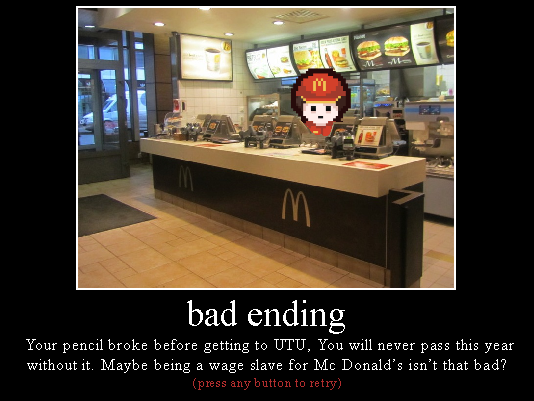 bad ending
Your pencil broke before getting to UTU, You will never pass this year
without it. Maybe being a wage slave for Mc Donald's isn't that bad?
(press any button to retry)